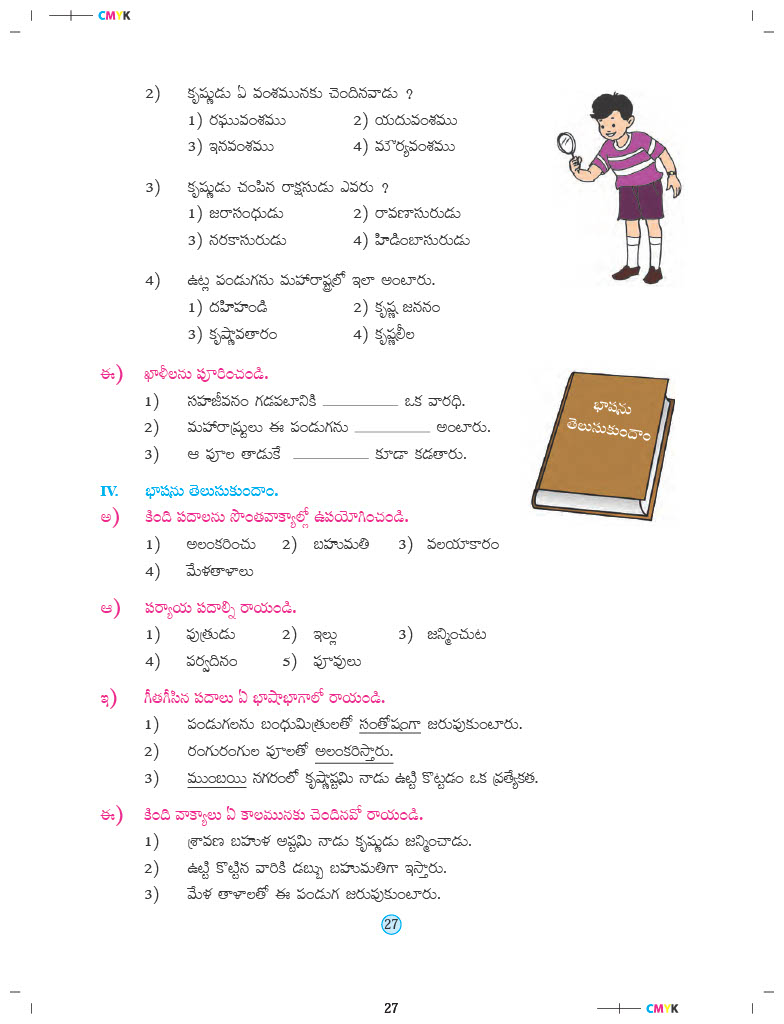 CMYK
2) కృష్ణుడు ఏ వంశమునకు చెందినవాడు ?
1) రఘువంశము 2) యదువంశము
3) ఇనవంశము 4) మౌర్యవంశము
3) కృష్ణుడు చంపిన రాక్షసుడు ఎవరు ?
1) జరాసంధుడు 2) రావణాసురుడు
3) నరకాసురుడు 4) హిడింబాసురుడు
4) ఉట్ల పండుగను మహారాష్ట్రలో ఇలా అంటారు.
1) దహిహండి 2) కృష్ణ జననం
3) కృష్ణావతారం 4) కృష్ణలీల
ఈ) ఖాళీలను పూరించండి.
1) సహజీవనం గడపటానికి ____________ ఒక వారధి.
2) మహారాష్ట్రులు ఈ పండుగను ____________ అంటారు.
3) ఆ పూల తాడుకే ____________ కూడా కడతారు.
భాషను
తెలుసుకుందాం
IV. భాషను తెలుసుకుందాం.
అ) కింది పదాలను సొంతవాక్యాల్లో ఉపయోగించండి.
1) అలంకరించు 2) బహుమతి 3) వలయాకారం
4) మేళతాళాలు
ఆ) పర్యాయ పదాల్ని రాయండి.
1) పుత్రుడు 2) ఇల్లు 3) జన్మించుట
4) పర్వదినం 5) పూవులు
ఇ) గీతగీసిన పదాలు ఏ భాషాభాగాలో రాయండి.
1) పండుగలను బంధుమిత్రులతో సంతోషంగా జరుపుకుంటారు.
2) రంగురంగుల పూలతో అలంకరిస్తారు.
3) ముంబయి నగరంలో కృష్ణాష్టమి నాడు ఉట్టి కొట్టడం ఒక ప్రత్యేకత.
ఈ) కింది వాక్యాలు ఏ కాలమునకు చెందినవో రాయండి.
1) శ్రావణ బహుళ అష్టమి నాడు కృష్ణుడు జన్మించాడు.
2) ఉట్టి కొట్టిన వారికి డబ్బు బహుమతిగా ఇస్తారు.
3) మేళ తాళాలతో ఈ పండుగ జరుపుకుంటారు.
27
27
CMYK